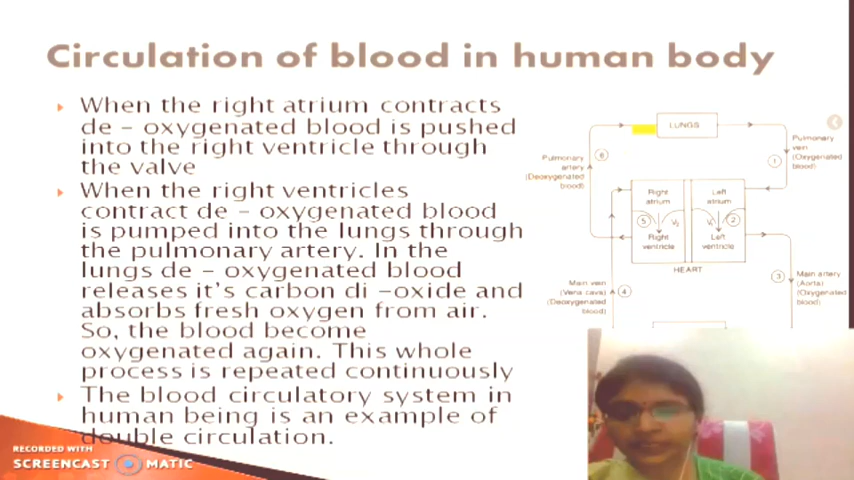 Circulation of blood in human body
When the right atrium contracts
de – oxygenated blood is pushed
into the right ventricle through
the valve
When the right ventricles
contract de – oxygenated blood
is pumped into the lungs through
the pulmonary artery. In the
lungs de – oxygenated blood
releases it's carbon di –oxide and
absorbs fresh oxygen from air.
So, the blood become
oxygenated again. This whole
process is repeated continuously
The blood circulatory system in
human being is an example of
double circulation.
LUNGS
Pulmonary
vein
(Oxygenated
blood)
1
6
Pulmonary
artery
(Deoxygenated
blood)
Right
atrium
Left
atrium
5
V₂
V₁
2
Right
ventricle
Left
ventricle
HEART
3
Main artery
(Aorta)
(Oxygenated
blood)
Main vein
(Vena cava)
(Deoxygenated
blood)
4
RECORDED WITH
SCREENCAST MATIC